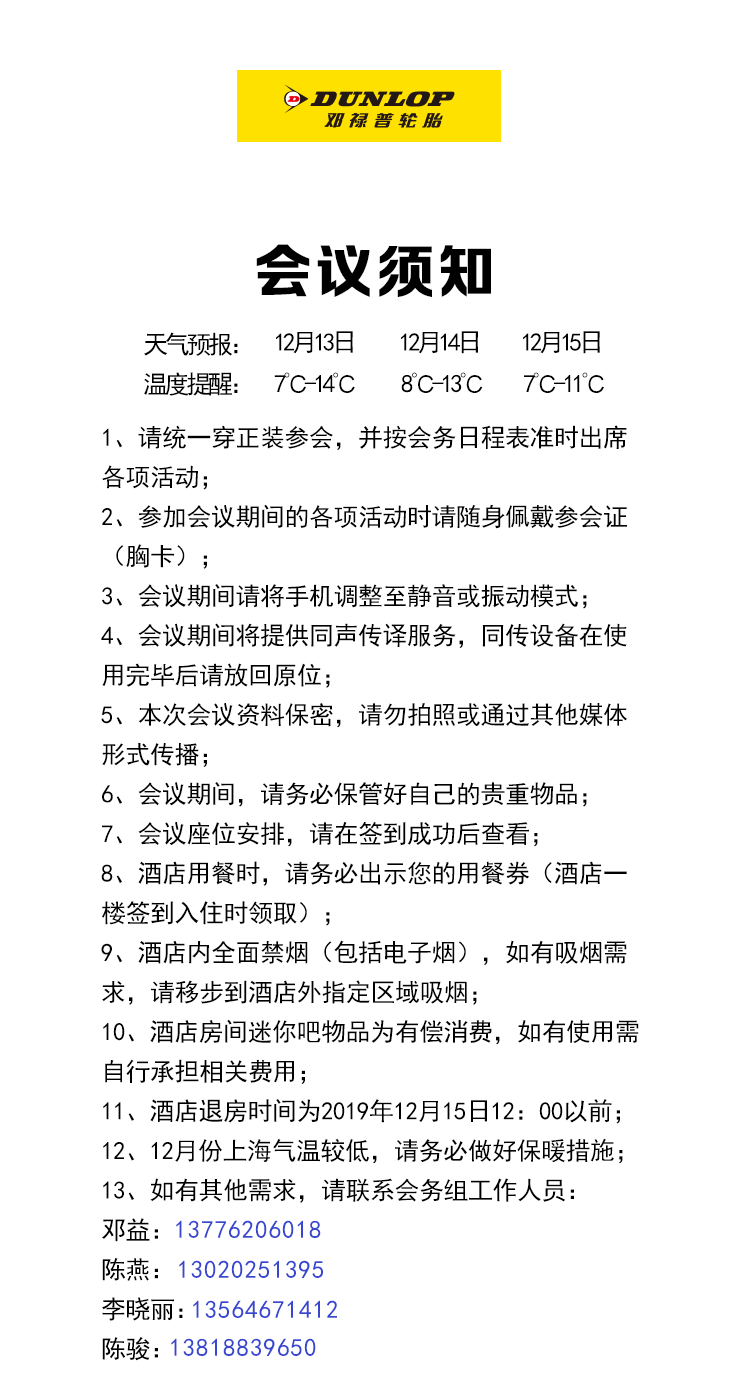 DUNLOP
邓禄普轮胎
会议须知
天气预报： 12月13日 12月14日 12月15日
温度提醒： 7℃-14℃ 8℃-13℃ 7℃-11℃
1、请统一穿正装参会，并按会务日程表准时出席
各项活动；
2、参加会议期间的各项活动时请随身佩戴参会证
（胸卡）；
3、会议期间请将手机调整至静音或振动模式；
4、会议期间将提供同声传译服务，同传设备在使
用完毕后请放回原位；
5、本次会议资料保密，请勿拍照或通过其他媒体
形式传播；
6、会议期间，请务必保管好自己的贵重物品；
7、会议座位安排，请在签到成功后查看；
8、酒店用餐时，请务必出示您的用餐券（酒店一
楼签到入住时领取）；
9、酒店内全面禁烟（包括电子烟），如有吸烟需
求，请移步到酒店外指定区域吸烟；
10、酒店房间迷你吧物品为有偿消费，如有使用需
自行承担相关费用；
11、酒店退房时间为2019年12月15日12：00以前；
12、12月份上海气温较低，请务必做好保暖措施；
13、如有其他需求，请联系会务组工作人员：
邓益：13776206018
陈燕：13020251395
李晓丽：13564671412
陈骏：13818839650